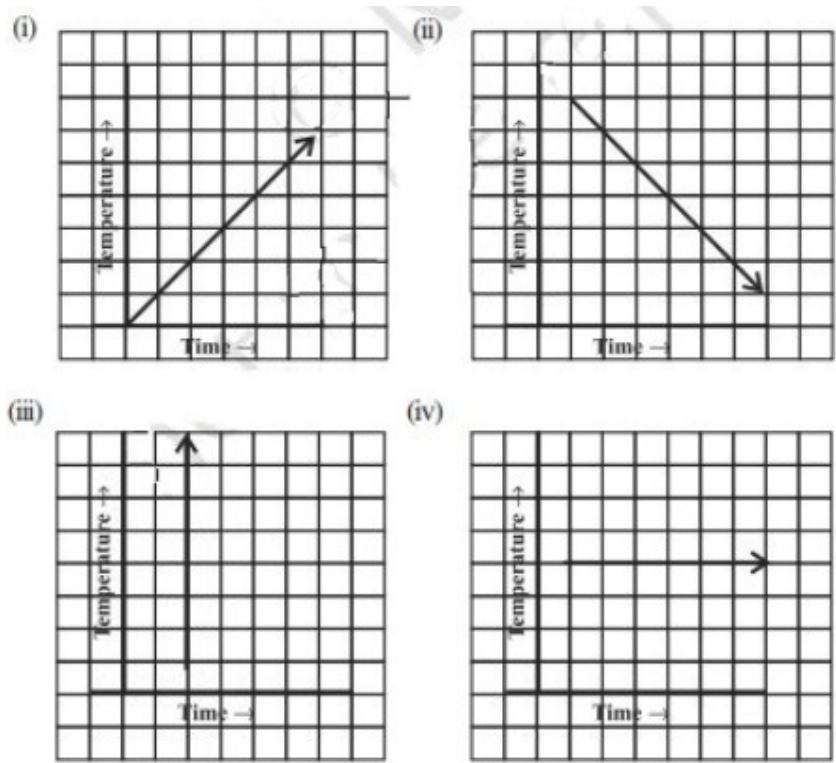 (i)
Temperature →
Time →
(ii)
Temperature →
Time →
(iii)
Temperature →
Time →
(iv)
Temperature →
Time →